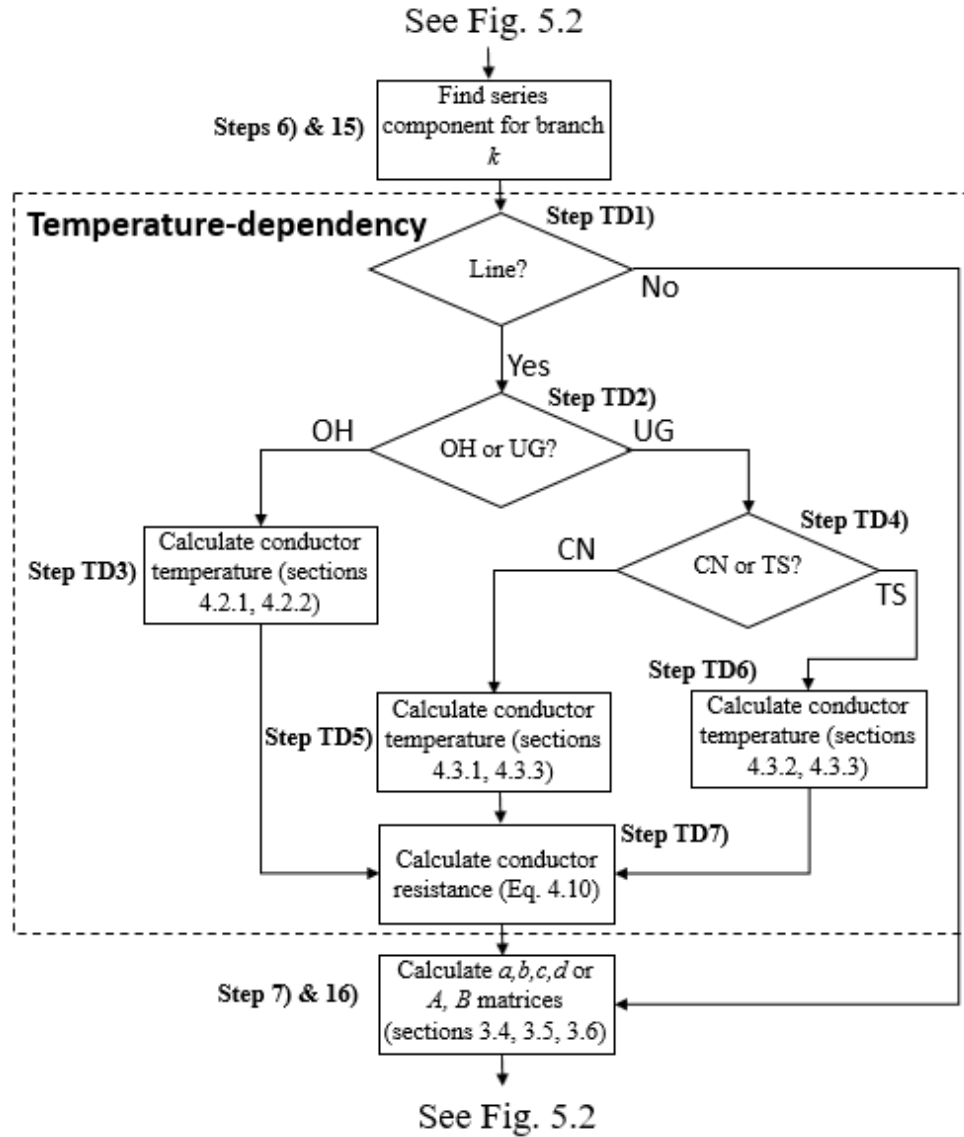 See Fig. 5.2
Find series
component for branch
k
Steps 6) & 15)
Temperature-dependency
Step TD1)
Line?
No
Yes
Step TD2)
OH
OH or UG?
UG
Step TD4)
CN
CN or TS?
TS
Step TD3)
Calculate conductor
temperature (sections
4.2.1, 4.2.2)
Step TD6)
Step TD5)
Calculate conductor
temperature (sections
4.3.1, 4.3.3)
Calculate conductor
temperature (sections
4.3.2, 4.3.3)
Step TD7)
Calculate conductor
resistance (Eq. 4.10)
Step 7) & 16)
Calculate a,b,c,d or
A, B matrices
(sections 3.4, 3.5, 3.6)
See Fig. 5.2